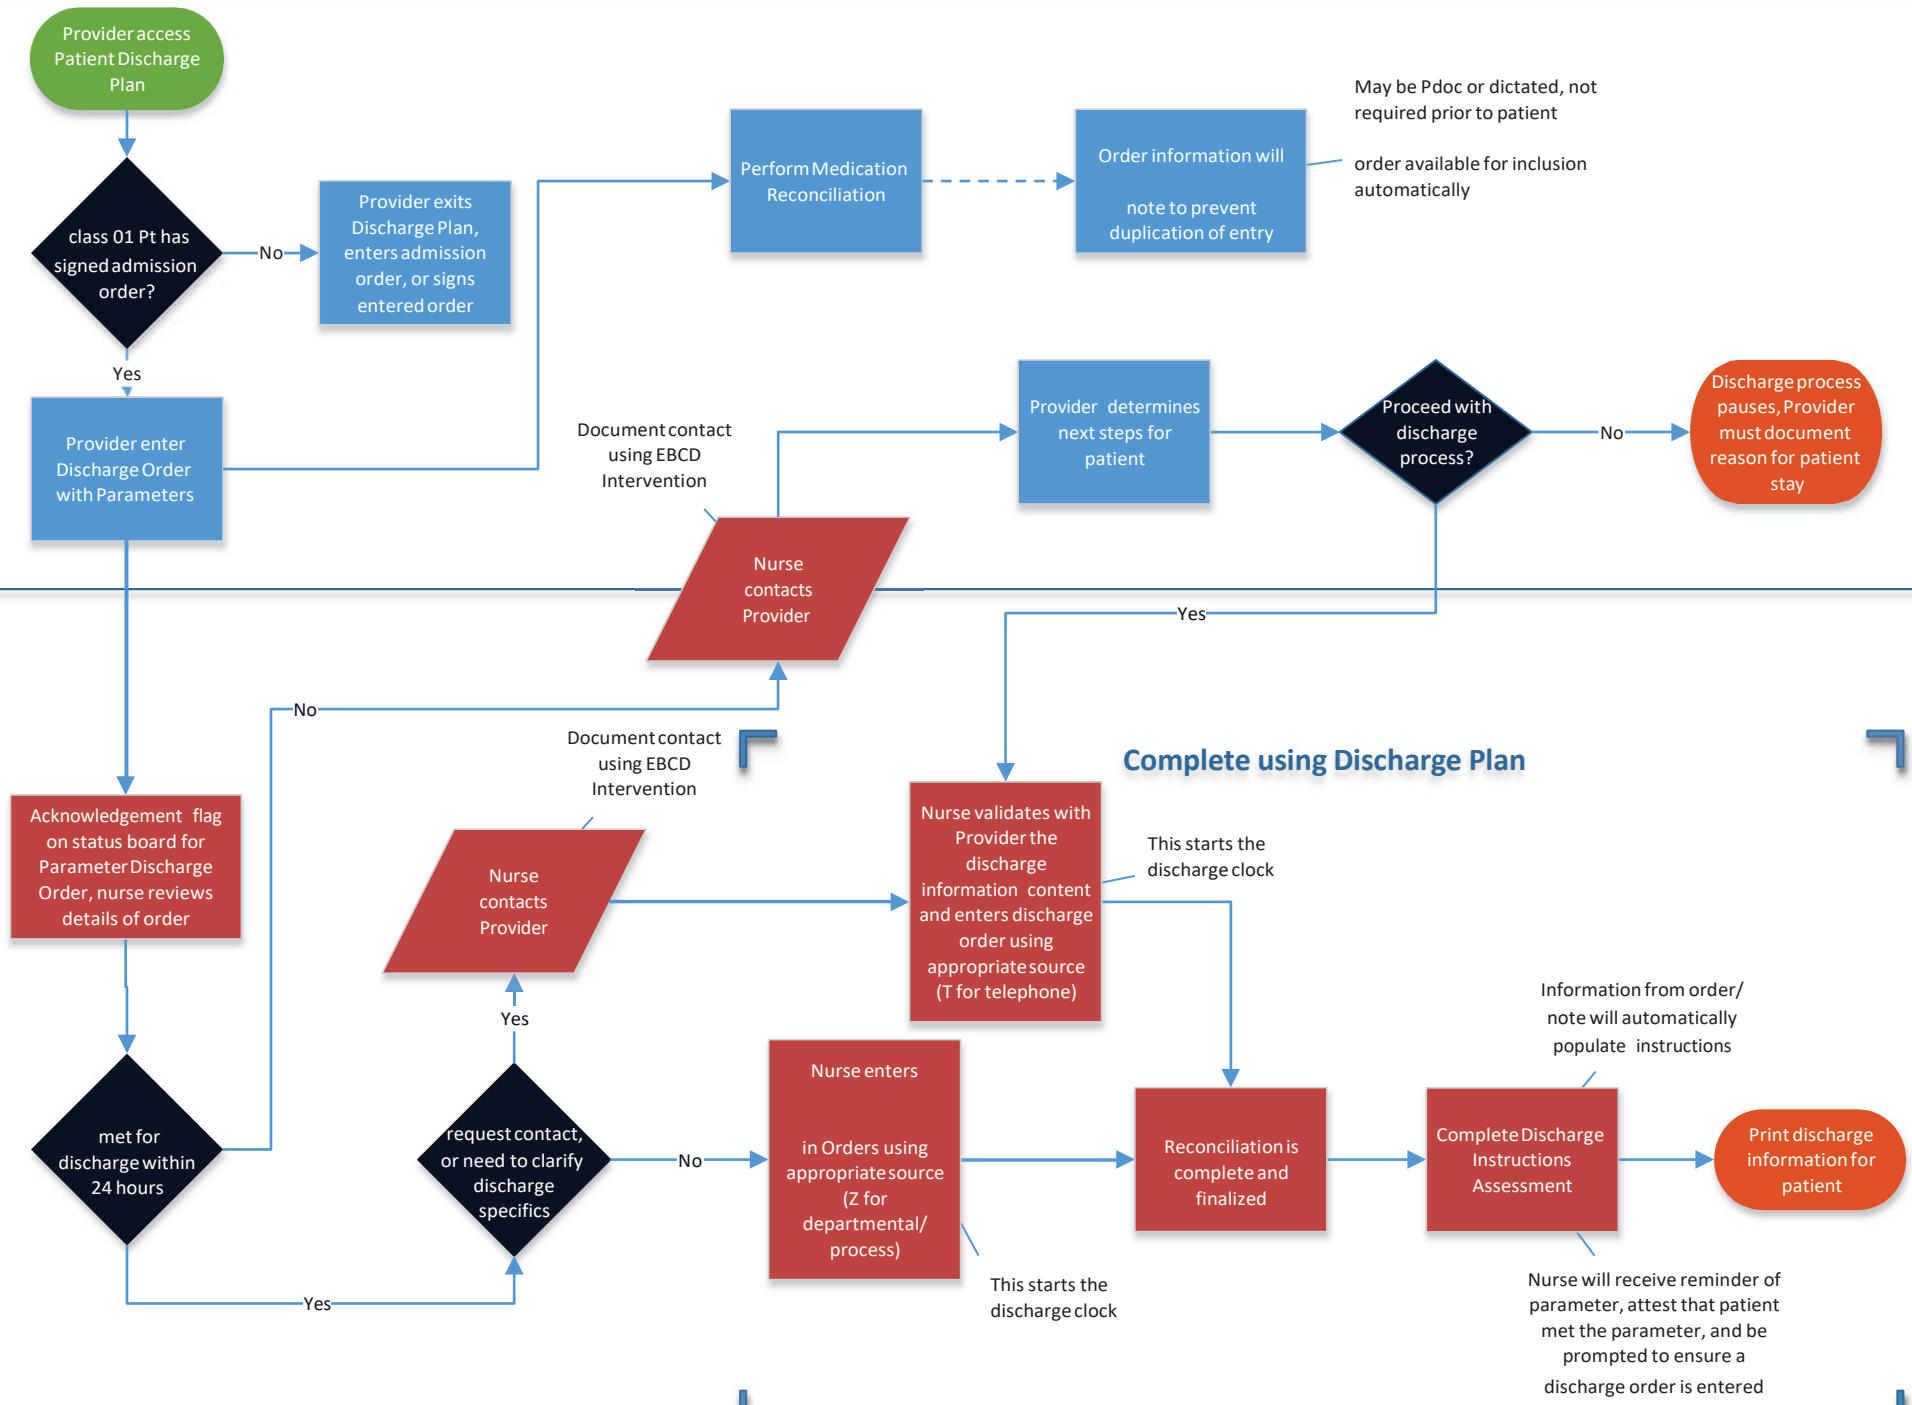 Provider access
Patient Discharge
Plan
class 01 Pt has
signed admission
order?
No
Provider exits
Discharge Plan,
enters admission
order, or signs
entered order
Yes
Provider enter
Discharge Order
with Parameters
Perform Medication
Reconciliation
Order information will
note to prevent
duplication of entry
May be Pdoc or dictated, not
required prior to patient
order available for inclusion
automatically
Document contact
using EBCD
Intervention
Nurse
contacts
Provider
Provider determines
next steps for
patient
Proceed with
discharge
process?
No
Discharge process
pauses, Provider
must document
reason for patient
stay
Yes
No
Document contact
using EBCD
Intervention
Complete using Discharge Plan
Acknowledgement flag
on status board for
Parameter Discharge
Order, nurse reviews
details of order
Nurse
contacts
Provider
Nurse validates with
Provider the
discharge
information content
and enters discharge
order using
appropriate source
(T for telephone)
This starts the
discharge clock
Yes
met for
discharge within
24 hours
request contact,
or need to clarify
discharge
specifics
No
Nurse enters
in Orders using
appropriate source
(Z for
departmental/
process)
Reconciliation is
complete and
finalized
Information from order/
note will automatically
populate instructions
Complete Discharge
Instructions
Assessment
Print discharge
information for
patient
Yes
This starts the
discharge clock
Nurse will receive reminder of
parameter, attest that patient
met the parameter, and be
prompted to ensure a
discharge order is entered